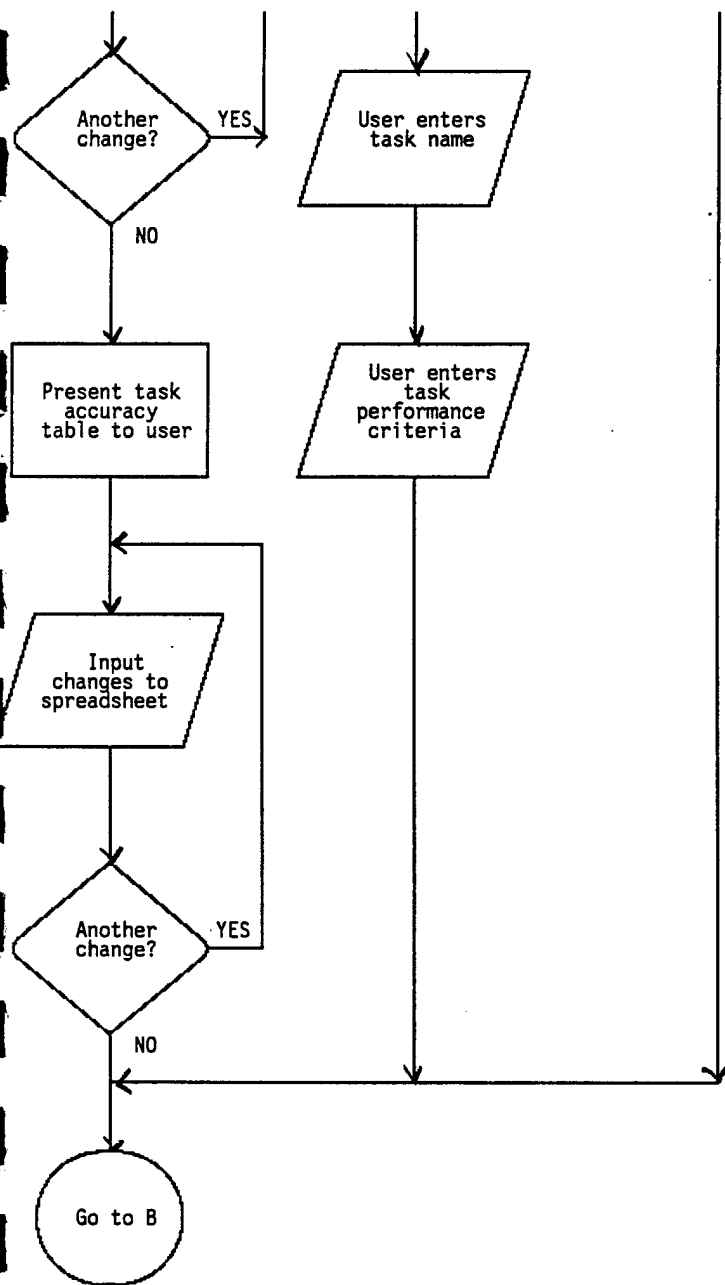 Another
change?
YES
NO
User enters
task name
Present task
accuracy
table to user
User enters
task
performance
criteria
Input
changes to
spreadsheet
Another
change?
YES
NO
Go to B